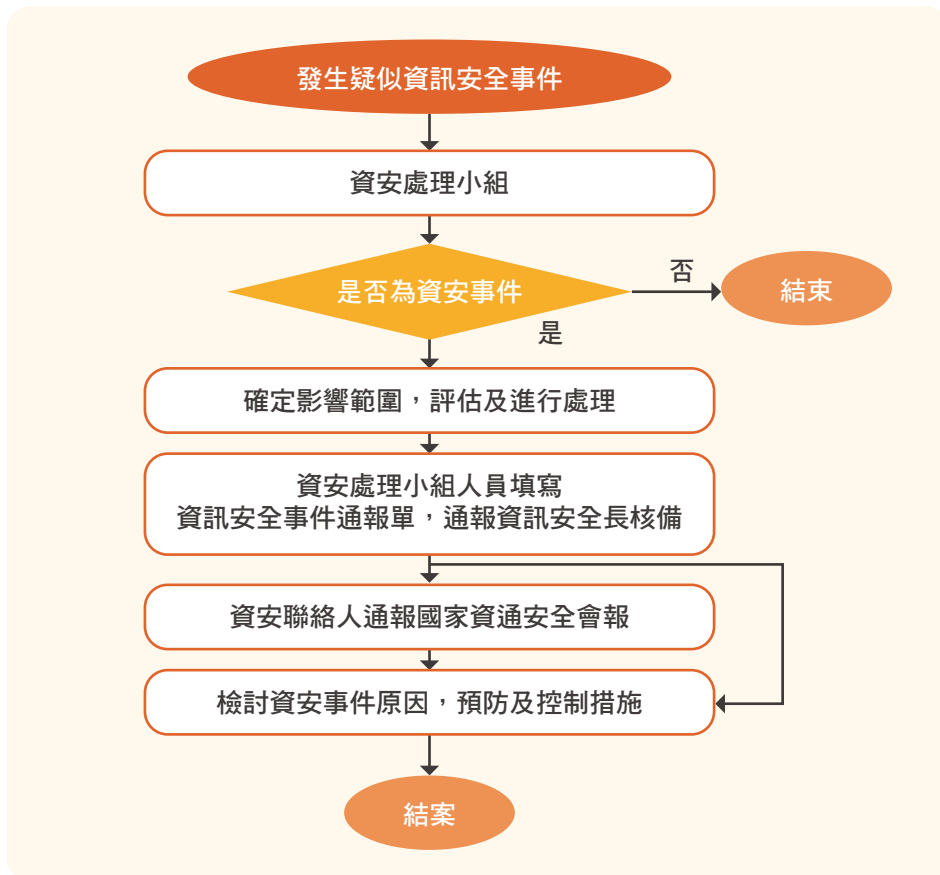 發生疑似資訊安全事件
資安處理小組
是否為資安事件
否
結束
是
確定影響範圍，評估及進行處理
資安處理小組人員填寫
資訊安全事件通報單，通報資訊安全長核備
資安聯絡人通報國家資通安全會報
檢討資安事件原因，預防及控制措施
結案